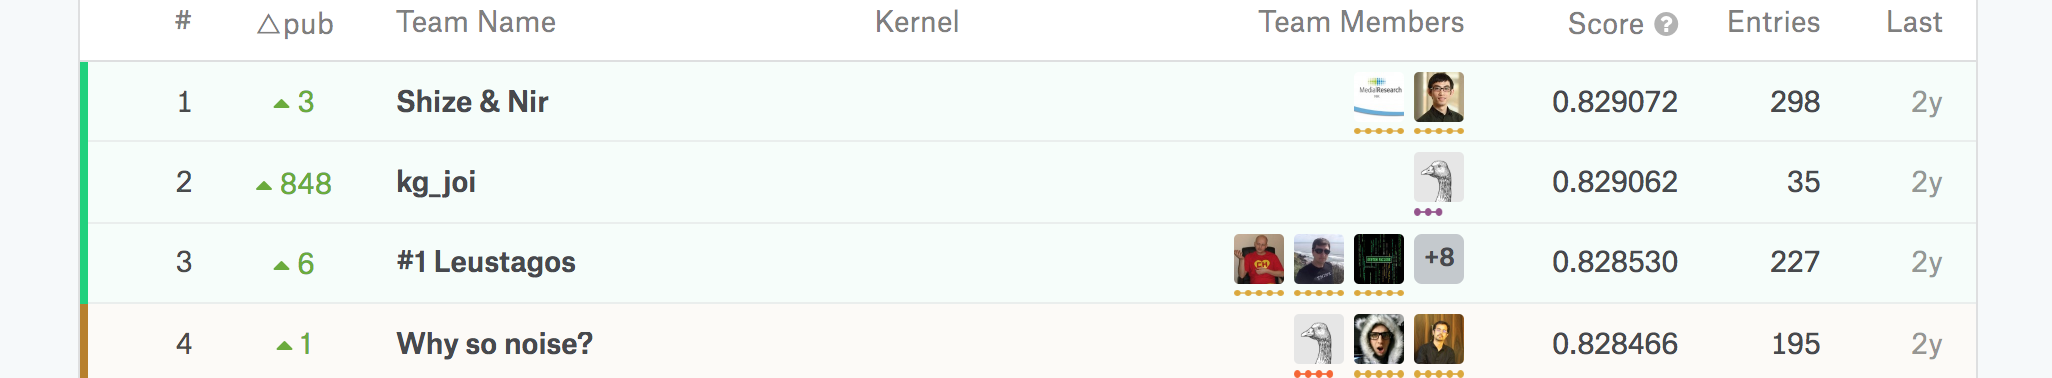 # △pub Team Name Kernel Team Members Score ? Entries Last
1 3 Shize & Nir MedialResearch 0.829072 298 2y
2 848 kg_joi 0.829062 35 2y
3 6 #1 Leustagos +8 0.828530 227 2y
4 1 Why so noise? 0.828466 195 2y